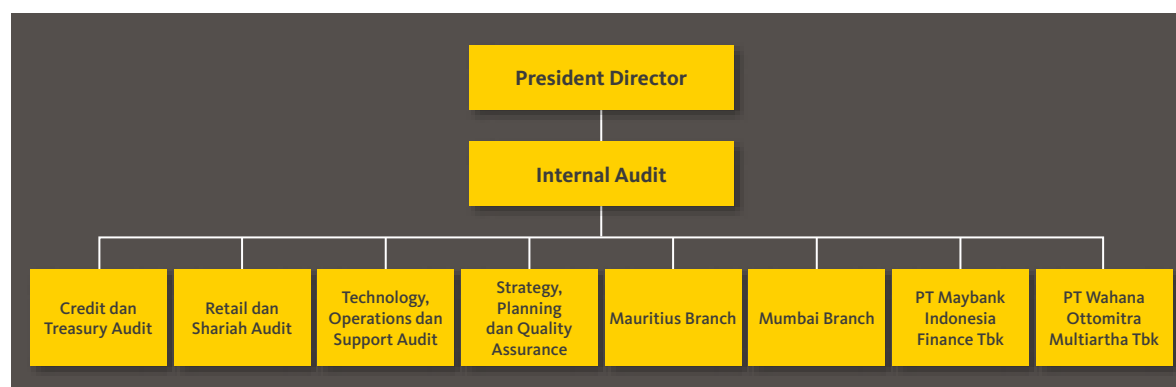 President Director
Internal Audit
Credit dan
Treasury Audit
Retail dan
Shariah Audit
Technology,
Operations dan
Support Audit
Strategy,
Planning
dan Quality
Assurance
Mauritius Branch
Mumbai Branch
PT Maybank
Indonesia
Finance Tbk
PT Wahana
Ottomitra
Multiartha Tbk